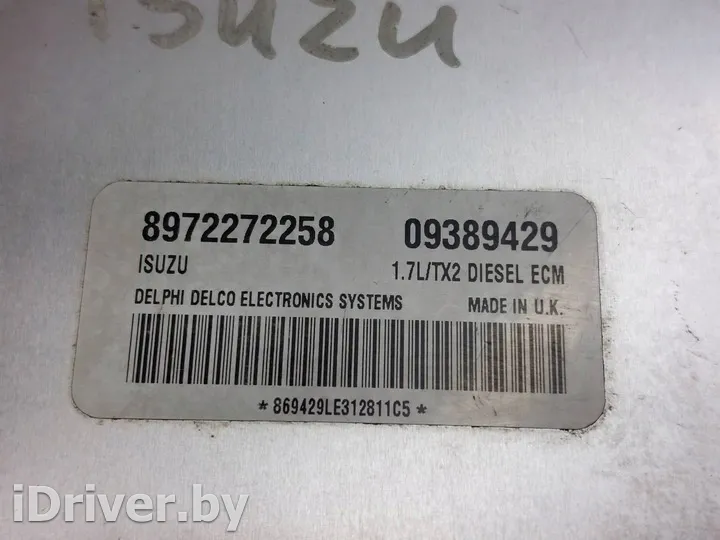 ISUZU
8972272258 09389429
ISUZU 1.7L/TX2 DIESEL ECM
DELPHI DELCO ELECTRONICS SYSTEMS MADE IN U.K.
*869429LE312811C5*
iDriver.by